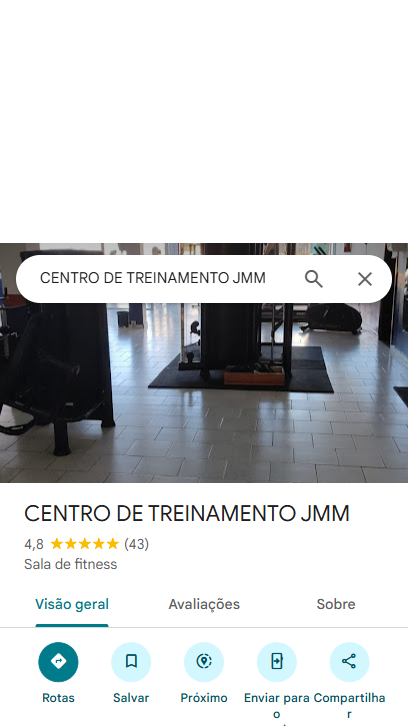 CENTRO DE TREINAMENTO JMM
CENTRO DE TREINAMENTO JMM
4,8 ★★★★★ (43)
Sala de fitness
Visão geral Avaliações Sobre
Rotas Salvar Próximo Enviar para o Compartilhar